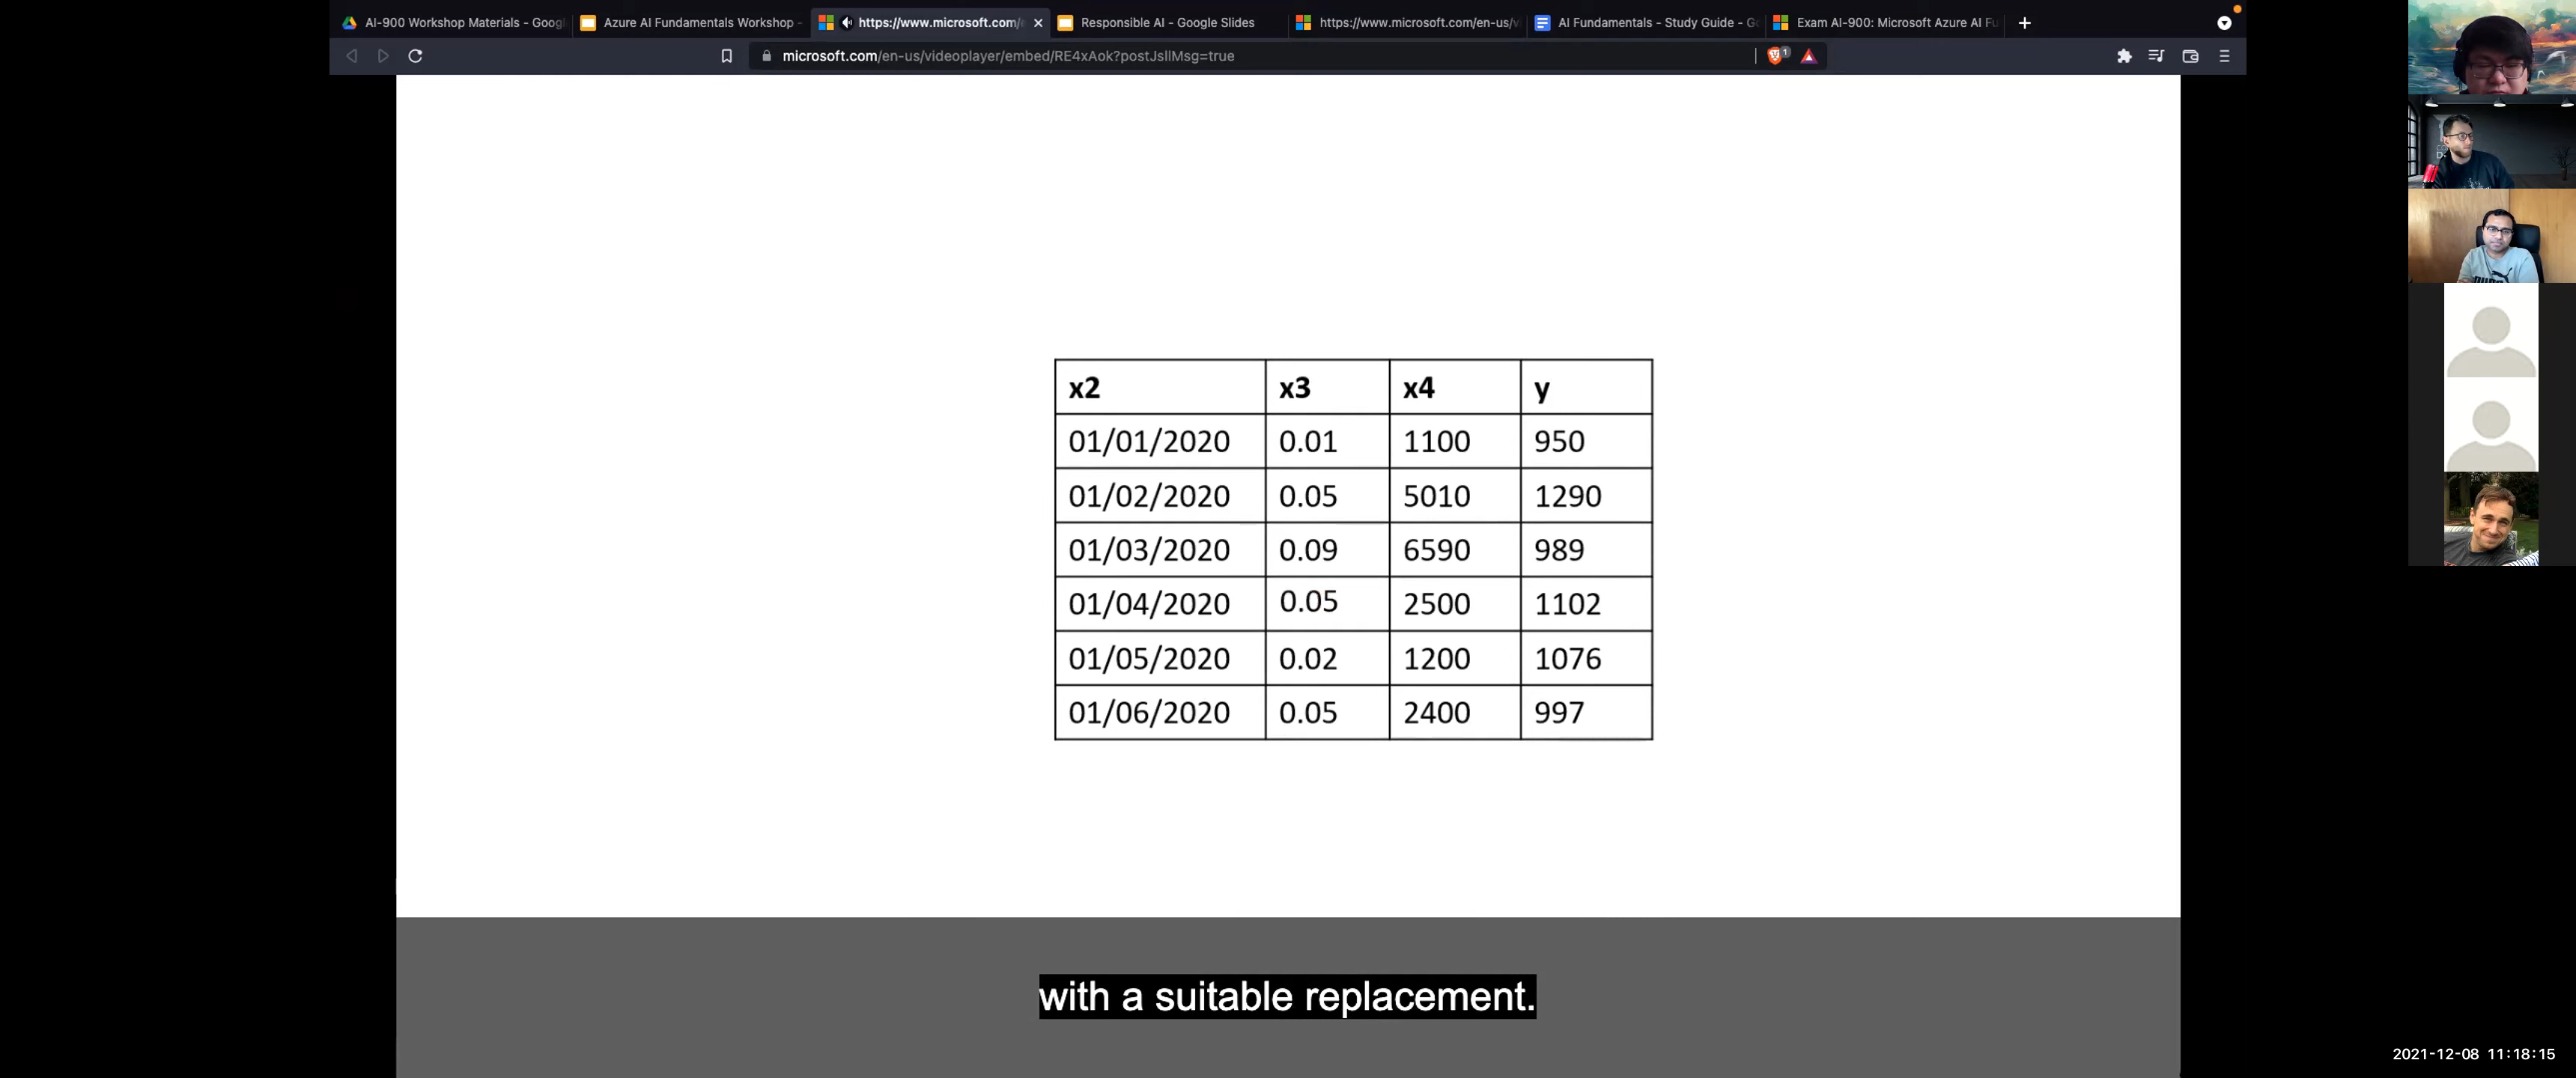 AI-900 Workshop Materials - Googl
Azure AI Fundamentals Workshop -
https://www.microsoft.com/e
Responsible AI - Google Slides
https://www.microsoft.com/en-us/vi
AI Fundamentals - Study Guide - Go
Exam AI-900: Microsoft Azure AI Fu
microsoft.com/en-us/videoplayer/embed/RE4xAok?postJsllMsg=true
1
x2 x3 x4 y
01/01/2020 0.01 1100 950
01/02/2020 0.05 5010 1290
01/03/2020 0.09 6590 989
01/04/2020 0.05 2500 1102
01/05/2020 0.02 1200 1076
01/06/2020 0.05 2400 997
with a suitable replacement.
2021-12-08 11:18:15